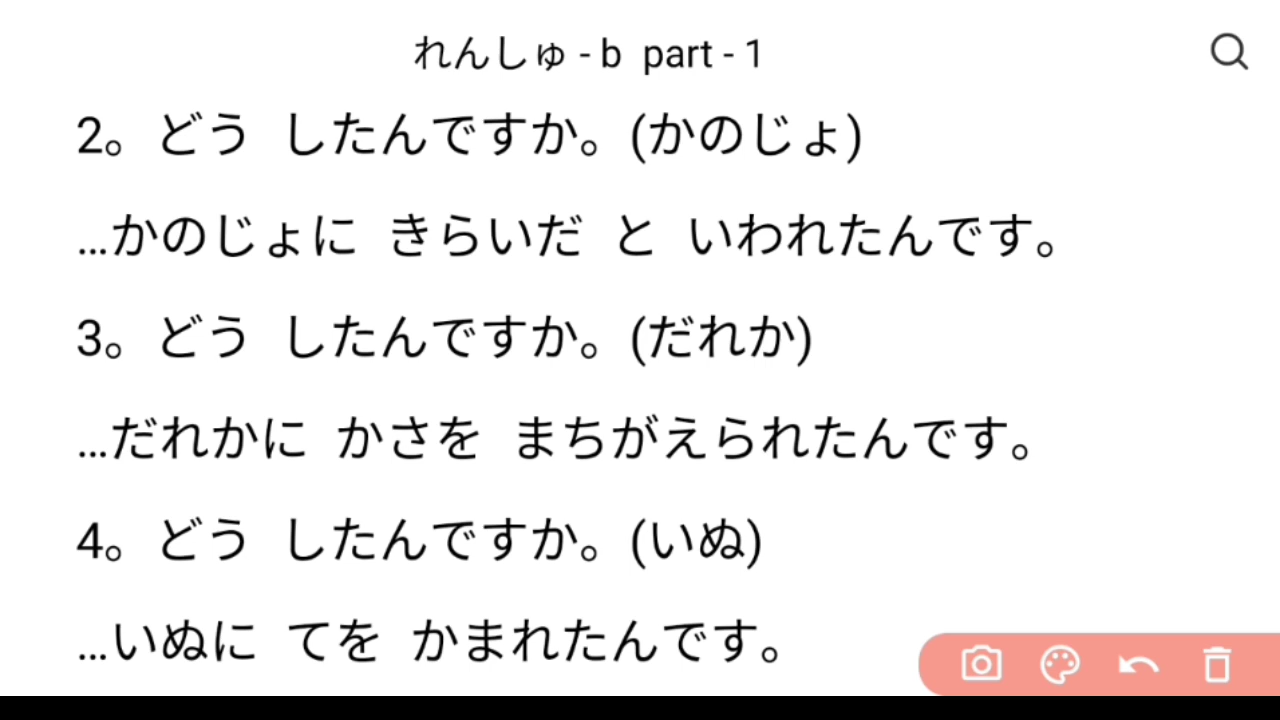 れんしゅ - b part - 1
2。どう したんですか。(かのじょ)
...かのじょに きらいだ と いわれたんです。
3。どう したんですか。(だれか)
...だれかに かさを まちがえられたんです。
4。どう したんですか。(いぬ)
...いぬに てを かまれたんです。